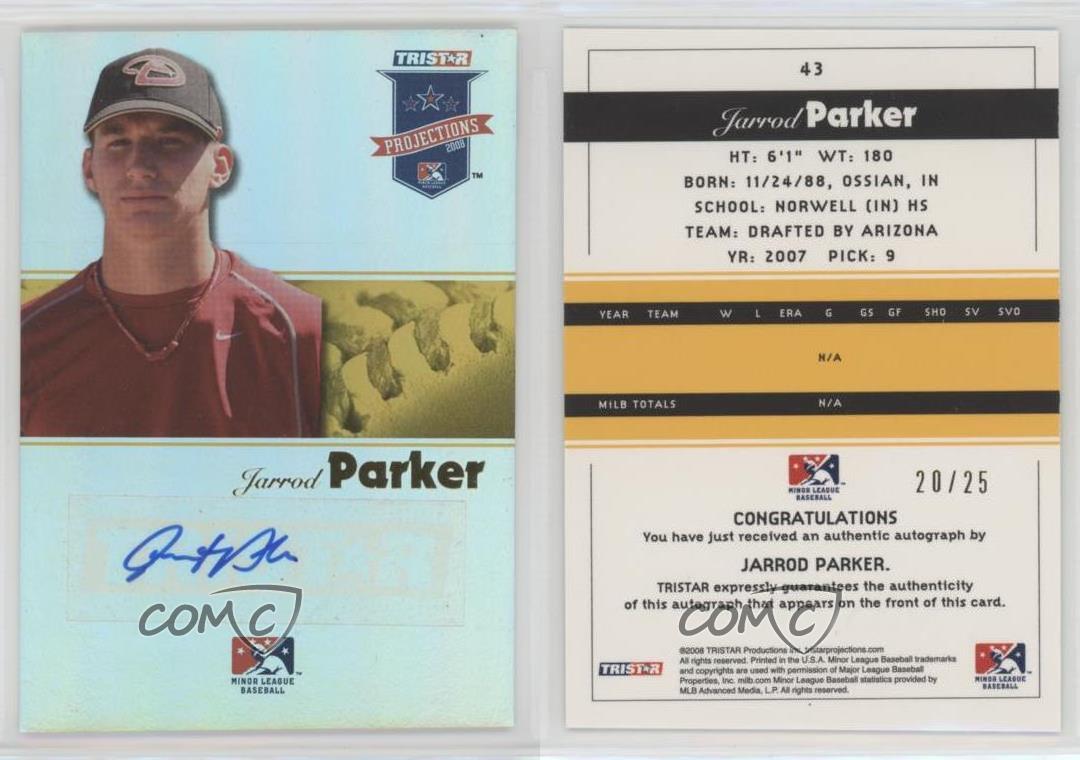 TRISTAR
PROJECTIONS
2008
MINOR LEAGUE
BASEBALL
TM
Jarrod Parker
TRISTAR
COMC
MINOR LEAGUE
BASEBALL
43
Jarrod Parker
HT: 6'1" WT: 180
BORN: 11/24/88, OSSIAN, IN
SCHOOL: NORWELL (IN) HS
TEAM: DRAFTED BY ARIZONA
YR: 2007 PICK: 9
YEAR TEAM W L ERA G GS GF SHO SV SVO
N/A
MiLB TOTALS N/A
MINOR LEAGUE
BASEBALL
20/25
CONGRATULATIONS
You have just received an authentic autograph by
JARROD PARKER.
TRISTAR expressly guarantees the authenticity
of this autograph that appears on the front of this card.
COMC
TRISTAR
©2008 TRISTAR Productions Inc. tristarprojections.com
All rights reserved. Printed in the U.S.A. Minor League Baseball trademarks
and copyrights are used with permission of Major League Baseball
Properties, Inc. milb.com Minor League Baseball statistics provided by
MLB Advanced Media, L.P. All rights reserved.
MINOR LEAGUE
BASEBALL